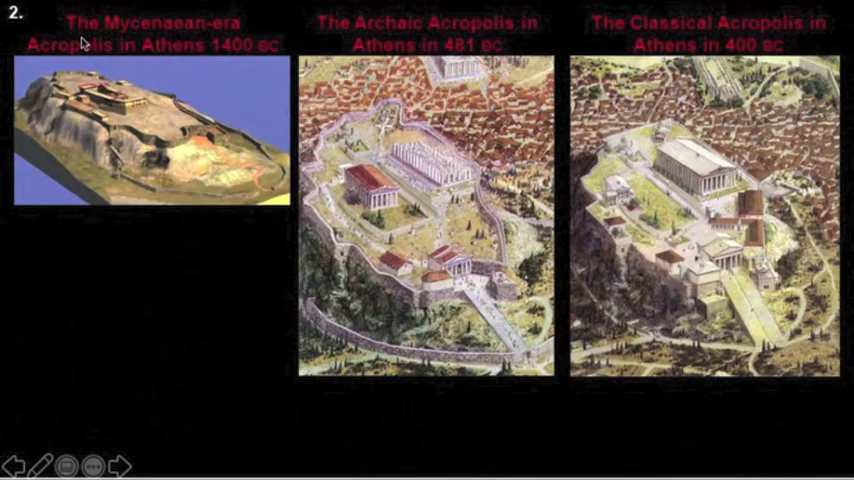 2.
The Mycenaean-era
Acropolis in Athens 1400 BC
The Archaic Acropolis in
Athens in 481 BC
The Classical Acropolis in
Athens in 400 BC